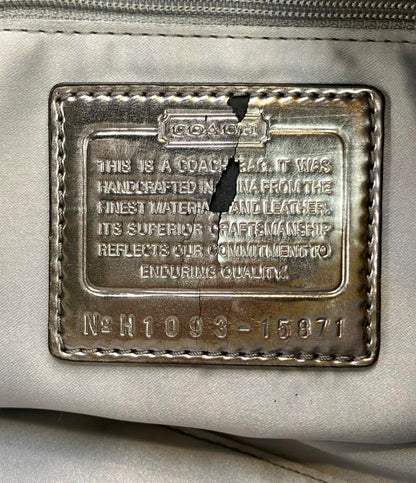 COACH
THIS IS A COACH BAG. IT WAS
HANDCRAFTED IN FROM THE
FINEST MATERIALS AND LEATHER.
ITS SUPERIOR CRAFTSMANSHIP
REFLECTS OUR COMMITMENT TO
ENDURING QUALITY.
Nº H1093-15871